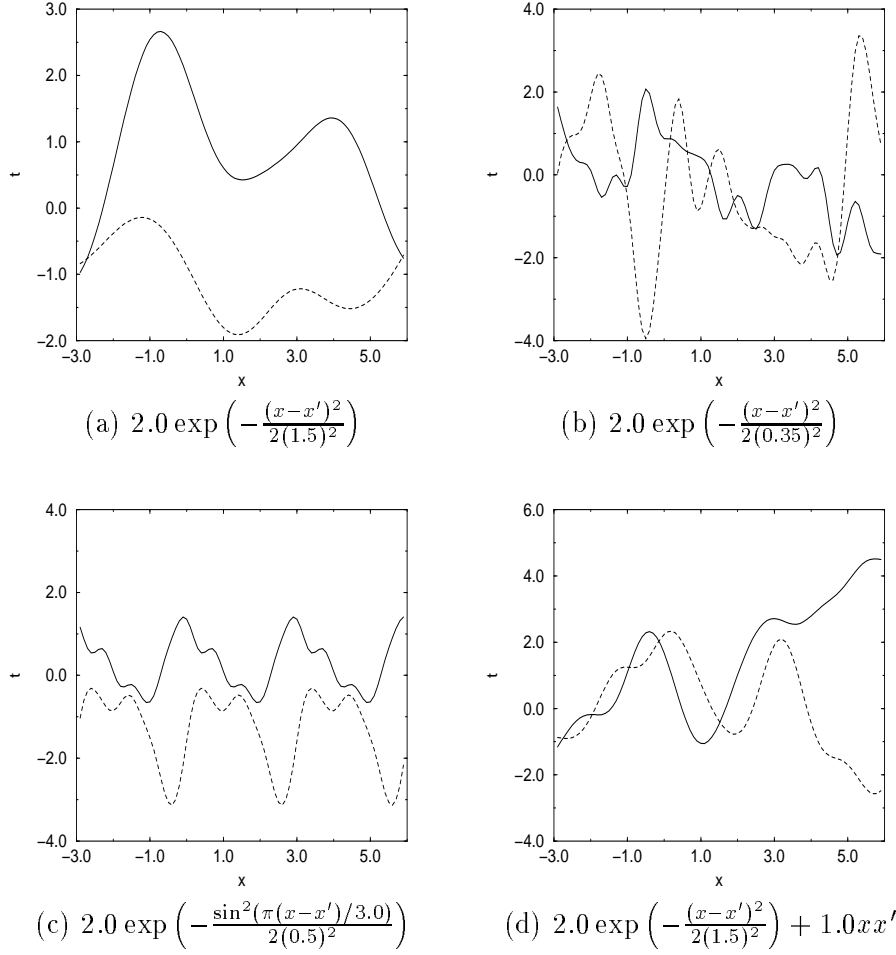 3.0 2.0 1.0 0.0 −1.0 −2.0
t
−3.0 −1.0 1.0 3.0 5.0
x
(a) 2.0 exp(−(x−x′)²/2(1.5)²)
4.0 2.0 0.0 −2.0 −4.0
t
−3.0 −1.0 1.0 3.0 5.0
x
(b) 2.0 exp(−(x−x′)²/2(0.35)²)
4.0 2.0 0.0 −2.0 −4.0
t
−3.0 −1.0 1.0 3.0 5.0
x
(c) 2.0 exp(−sin²(π(x−x′)/3.0)/2(0.5)²)
6.0 4.0 2.0 0.0 −2.0 −4.0
t
−3.0 −1.0 1.0 3.0 5.0
x
(d) 2.0 exp(−(x−x′)²/2(1.5)²) + 1.0xx′